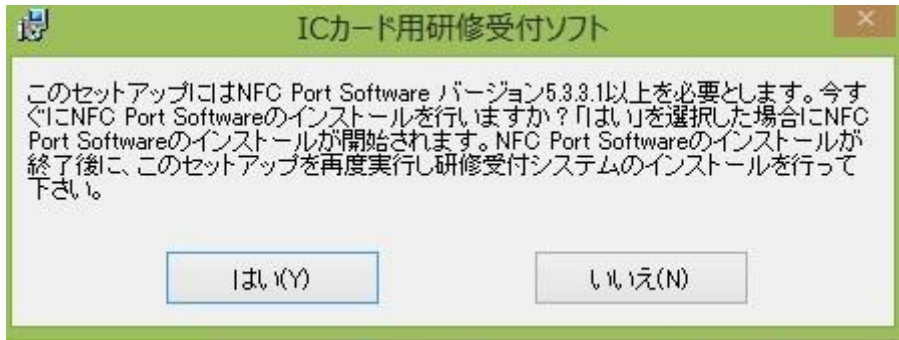 ICカード用研修受付ソフト
このセットアップにはNFC Port Software バージョン5.3.3.1以上を必要とします。今す
ぐにNFC Port Softwareのインストールを行いますか？「はい」を選択した場合にNFC
Port Softwareのインストールが開始されます。NFC Port Softwareのインストールが
終了後に、このセットアップを再度実行し研修受付システムのインストールを行って
下さい。
はい(Y)
いいえ(N)